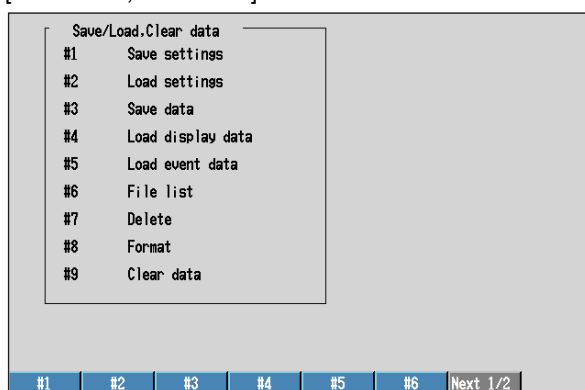 Save/Load,Clear data
#1 Save settings
#2 Load settings
#3 Save data
#4 Load display data
#5 Load event data
#6 File list
#7 Delete
#8 Format
#9 Clear data
#1 #2 #3 #4 #5 #6 Next 1/2